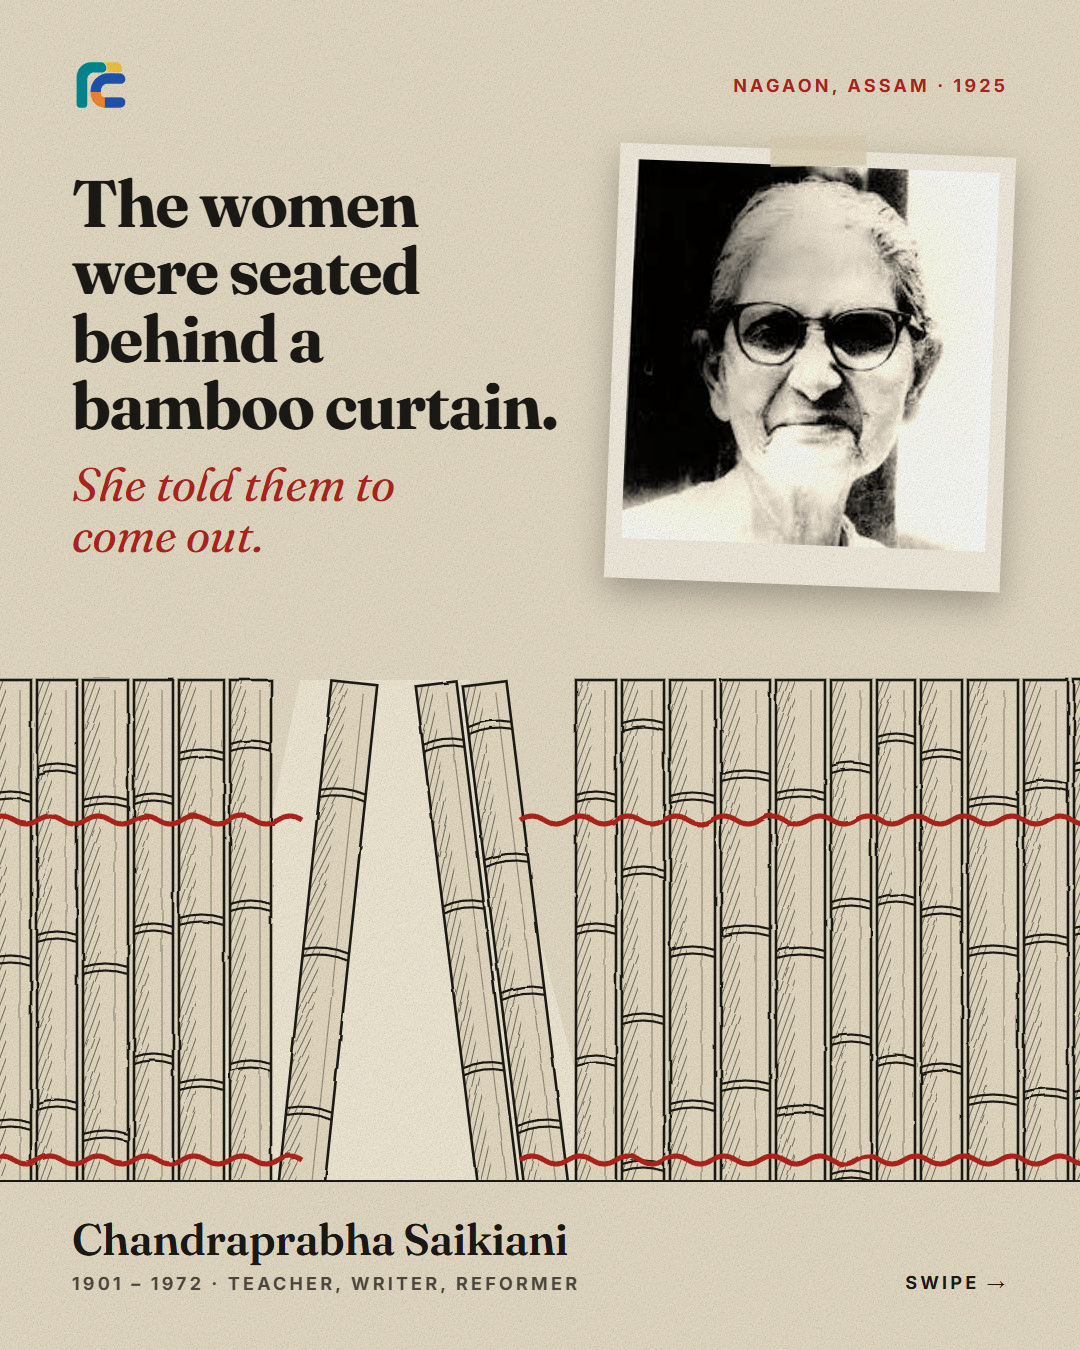 NAGAON, ASSAM · 1925
The women
were seated
behind a
bamboo curtain.
She told them to
come out.
Chandraprabha Saikiani
1901 – 1972 · TEACHER, WRITER, REFORMER
SWIPE →